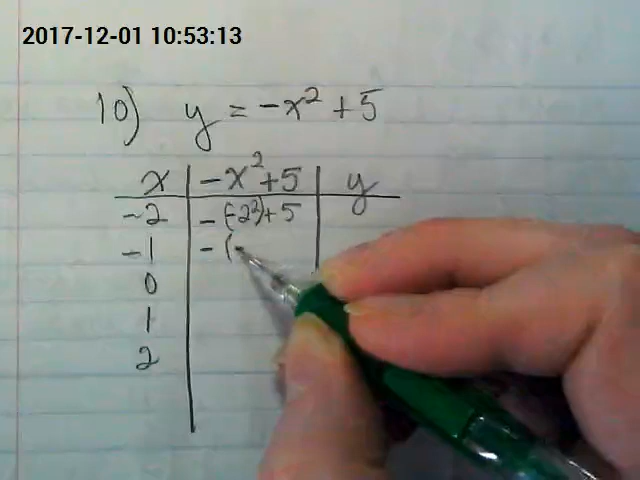 2017-12-01 10:53:13
10) y = -x² + 5
x | -x² + 5 | y
-2 | -(-2²) + 5
-1 | -(-
0
1
2